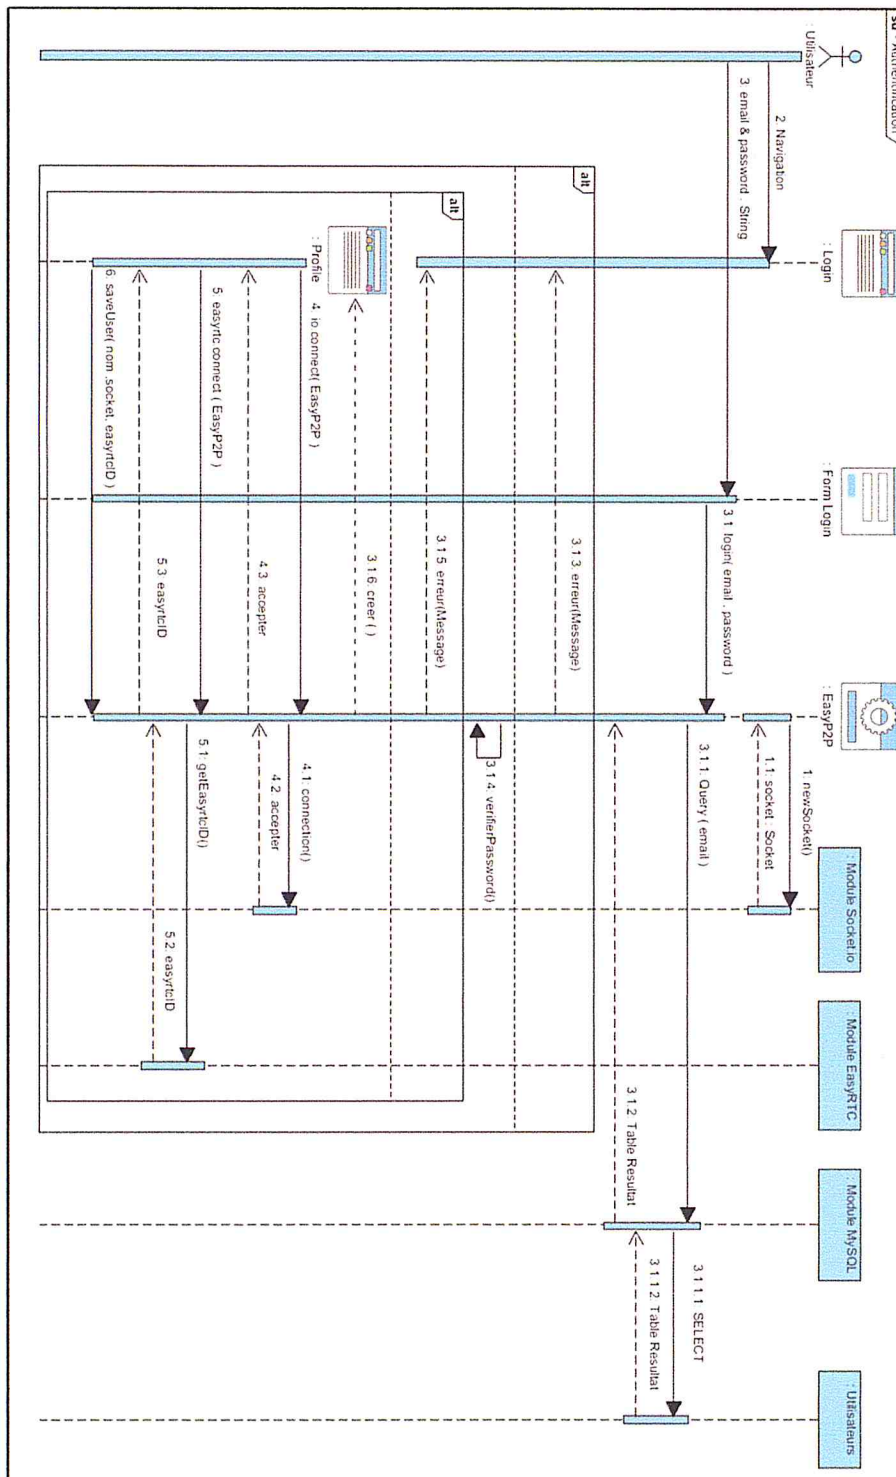 sd : Authentification
: Utilisateur
: Login
: Form Login
: EasyP2P
: Module Socket.io
: Module EasyRTC
: Module MySQL
: Utilisateurs
1: newSocket()
1.1: socket : Socket
2. Navigation
3. email & password : String
3.1: login( email , password )
3.1.1: Query ( email )
3.1.1.1 SELECT
3.1.1.2. Table Resultat
3.1.2 Table Resultat
alt
3.1.3. erreur(Message)
3.1.4. verifierPassword()
alt
3.1.5. erreur(Message)
3.1.6. creer ( )
: Profile
4. io connect( EasyP2P )
4.1: connection()
4.2. accepter
4.3. accepter
5. easyrtc connect ( EasyP2P )
5.1: getEasyrtcID()
5.2. easyrtcID
5.3. easyrtcID
6. saveUser( nom ,socket, easyrtcID )